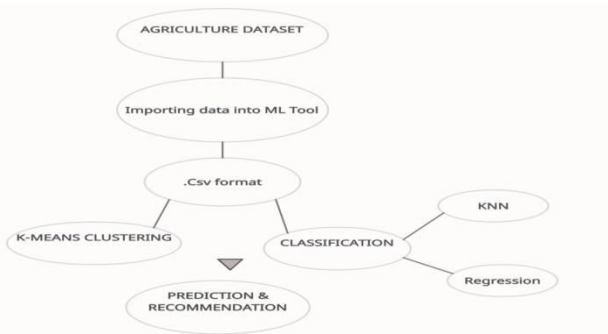 AGRICULTURE DATASET
Importing data into ML Tool
.Csv format
KNN
K-MEANS CLUSTERING
CLASSIFICATION
Regression
PREDICTION &
RECOMMENDATION